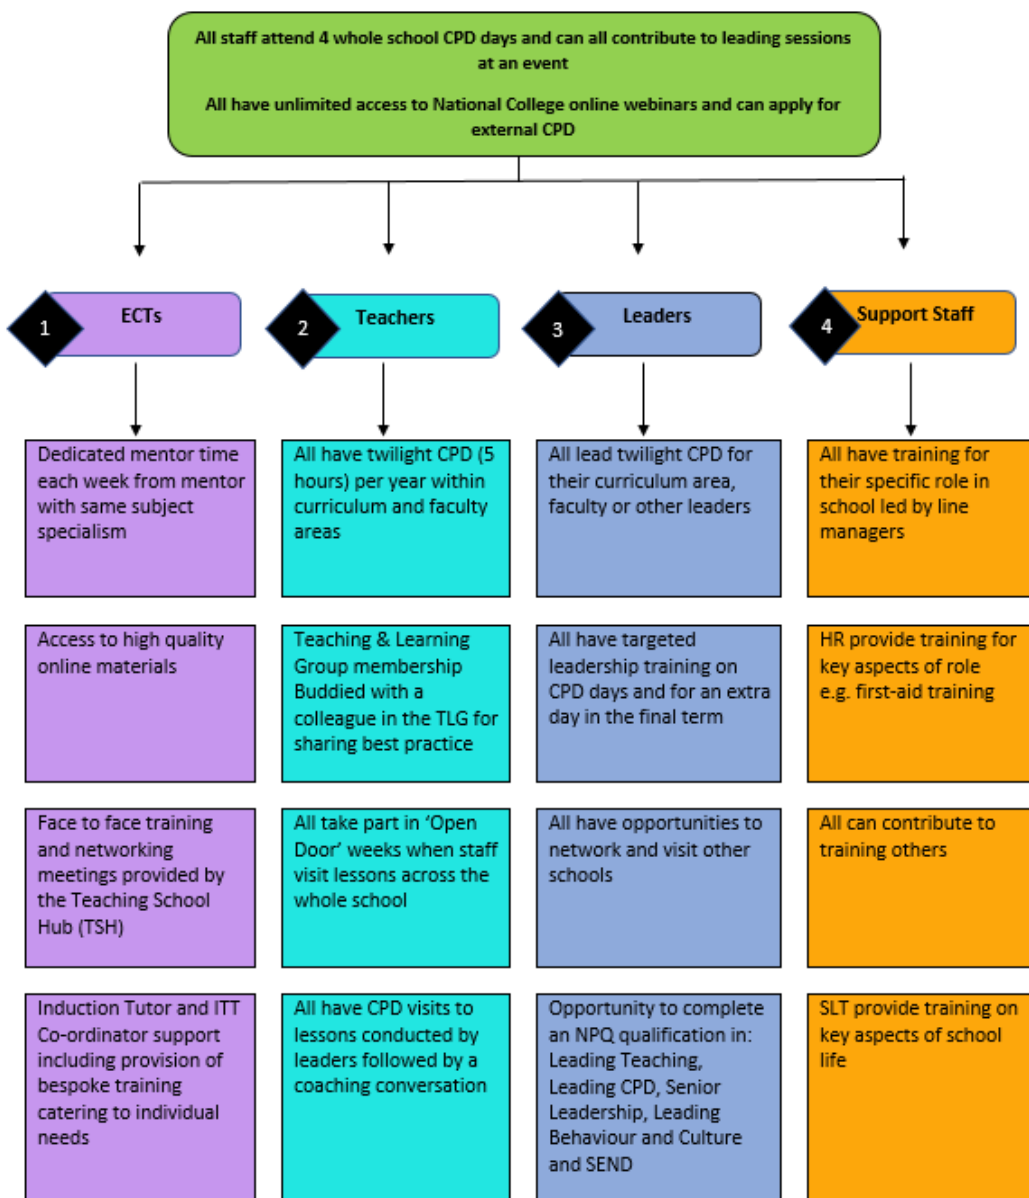 All staff attend 4 whole school CPD days and can all contribute to leading sessions
at an event
All have unlimited access to National College online webinars and can apply for
external CPD
1
ECTs
2
Teachers
3
Leaders
4
Support Staff
Dedicated mentor time
each week from mentor
with same subject
specialism
All have twilight CPD (5
hours) per year within
curriculum and faculty
areas
All lead twilight CPD for
their curriculum area,
faculty or other leaders
All have training for
their specific role in
school led by line
managers
Access to high quality
online materials
Teaching & Learning
Group membership
Buddied with a
colleague in the TLG for
sharing best practice
All have targeted
leadership training on
CPD days and for an extra
day in the final term
HR provide training for
key aspects of role
e.g. first-aid training
Face to face training
and networking
meetings provided by
the Teaching School
Hub (TSH)
All take part in ‘Open
Door’ weeks when staff
visit lessons across the
whole school
All have opportunities to
network and visit other
schools
All can contribute to
training others
Induction Tutor and ITT
Co-ordinator support
including provision of
bespoke training
catering to individual
needs
All have CPD visits to
lessons conducted by
leaders followed by a
coaching conversation
Opportunity to complete
an NPQ qualification in:
Leading Teaching,
Leading CPD, Senior
Leadership, Leading
Behaviour and Culture
and SEND
SLT provide training on
key aspects of school
life